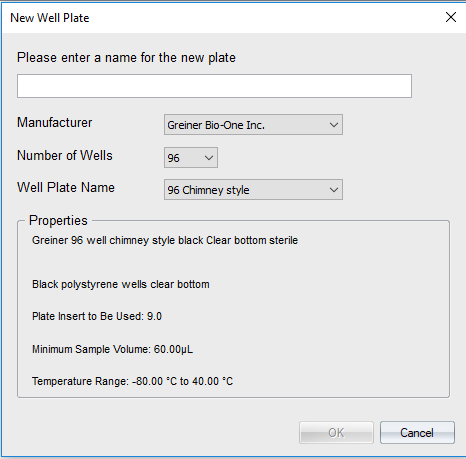 New Well Plate
Please enter a name for the new plate
Manufacturer
Greiner Bio-One Inc.
Number of Wells
96
Well Plate Name
96 Chimney style
Properties
Greiner 96 well chimney style black Clear bottom sterile
Black polystyrene wells clear bottom
Plate Insert to Be Used: 9.0
Minimum Sample Volume: 60.00µL
Temperature Range: -80.00 °C to 40.00 °C
OK
Cancel